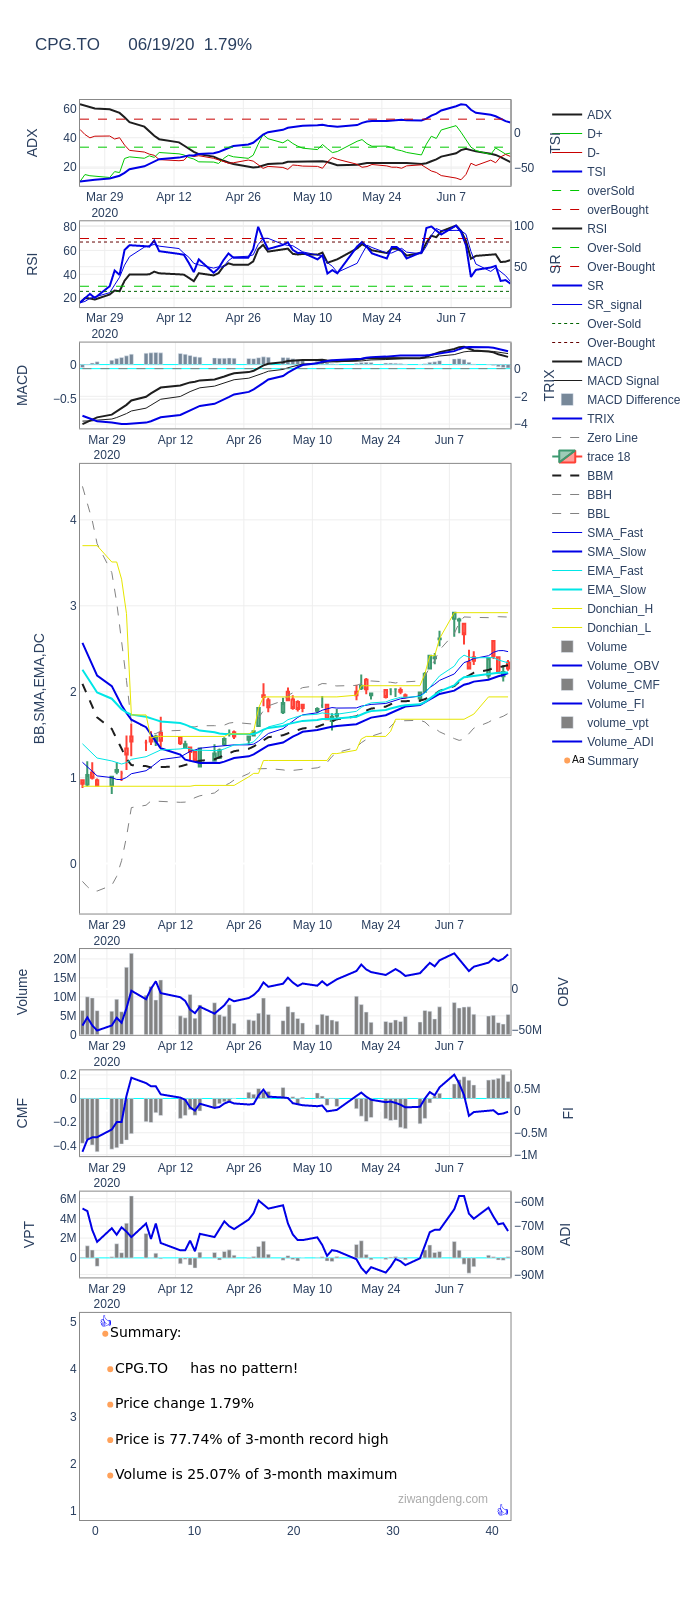 CPG.TO 06/19/20 1.79%
60
40
20
ADX
0
−50
TSI
Mar 29
2020
Apr 12
Apr 26
May 10
May 24
Jun 7
80
60
40
20
RSI
100
50
SR
Mar 29
2020
Apr 12
Apr 26
May 10
May 24
Jun 7
0
−0.5
MACD
0
−2
−4
TRIX
Mar 29
2020
Apr 12
Apr 26
May 10
May 24
Jun 7
4
3
2
1
0
BB,SMA,EMA,DC
Mar 29
2020
Apr 12
Apr 26
May 10
May 24
Jun 7
20M
15M
10M
5M
0
Volume
0
−50M
OBV
Mar 29
2020
Apr 12
Apr 26
May 10
May 24
Jun 7
0.2
0
−0.2
−0.4
CMF
0.5M
0
−0.5M
−1M
FI
Mar 29
2020
Apr 12
Apr 26
May 10
May 24
Jun 7
6M
4M
2M
0
VPT
−60M
−70M
−80M
−90M
ADI
Mar 29
2020
Apr 12
Apr 26
May 10
May 24
Jun 7
5
4
3
2
1
Summary:
CPG.TO has no pattern!
Price change 1.79%
Price is 77.74% of 3-month record high
Volume is 25.07% of 3-month maximum
ziwangdeng.com
0
10
20
30
40
ADX
D+
D-
TSI
overSold
overBought
RSI
Over-Sold
Over-Bought
SR
SR_signal
Over-Sold
Over-Bought
MACD
MACD Signal
MACD Difference
TRIX
Zero Line
trace 18
BBM
BBH
BBL
SMA_Fast
SMA_Slow
EMA_Fast
EMA_Slow
Donchian_H
Donchian_L
Volume
Volume_OBV
Volume_CMF
Volume_FI
volume_vpt
Volume_ADI
Aa Summary